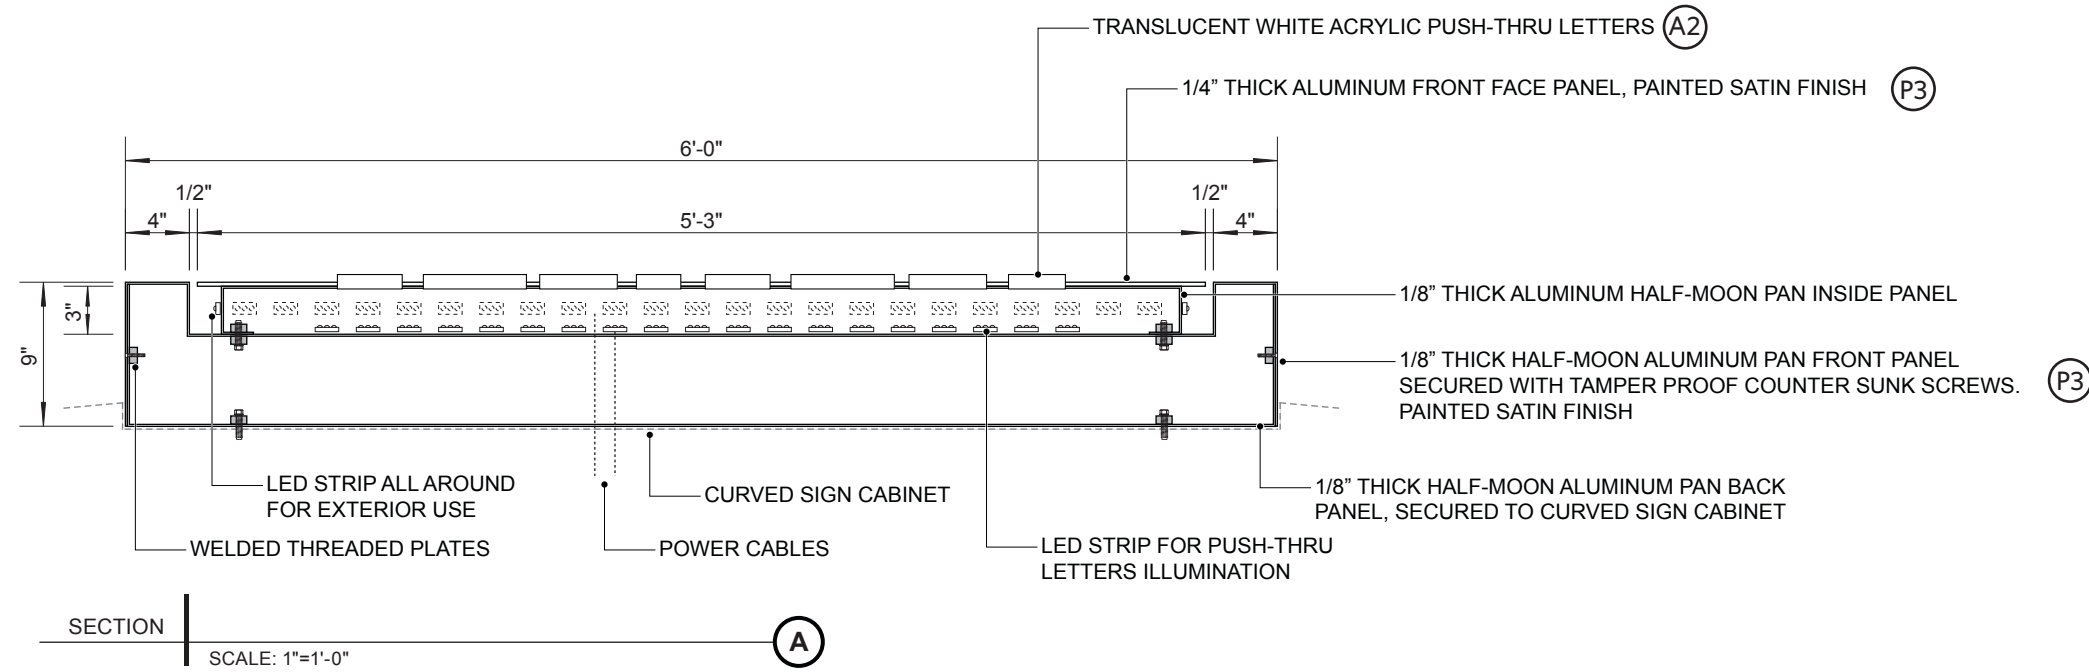 TRANSLUCENT WHITE ACRYLIC PUSH-THRU LETTERS A2
1/4” THICK ALUMINUM FRONT FACE PANEL, PAINTED SATIN FINISH P3
6'-0"
1/2" 1/2"
4" 5'-3" 4"
3"
9"
1/8” THICK ALUMINUM HALF-MOON PAN INSIDE PANEL
1/8” THICK HALF-MOON ALUMINUM PAN FRONT PANEL
SECURED WITH TAMPER PROOF COUNTER SUNK SCREWS. P3
PAINTED SATIN FINISH
LED STRIP ALL AROUND
FOR EXTERIOR USE
CURVED SIGN CABINET
1/8” THICK HALF-MOON ALUMINUM PAN BACK
PANEL, SECURED TO CURVED SIGN CABINET
WELDED THREADED PLATES
POWER CABLES
LED STRIP FOR PUSH-THRU
LETTERS ILLUMINATION
SECTION A
SCALE: 1"=1'-0"